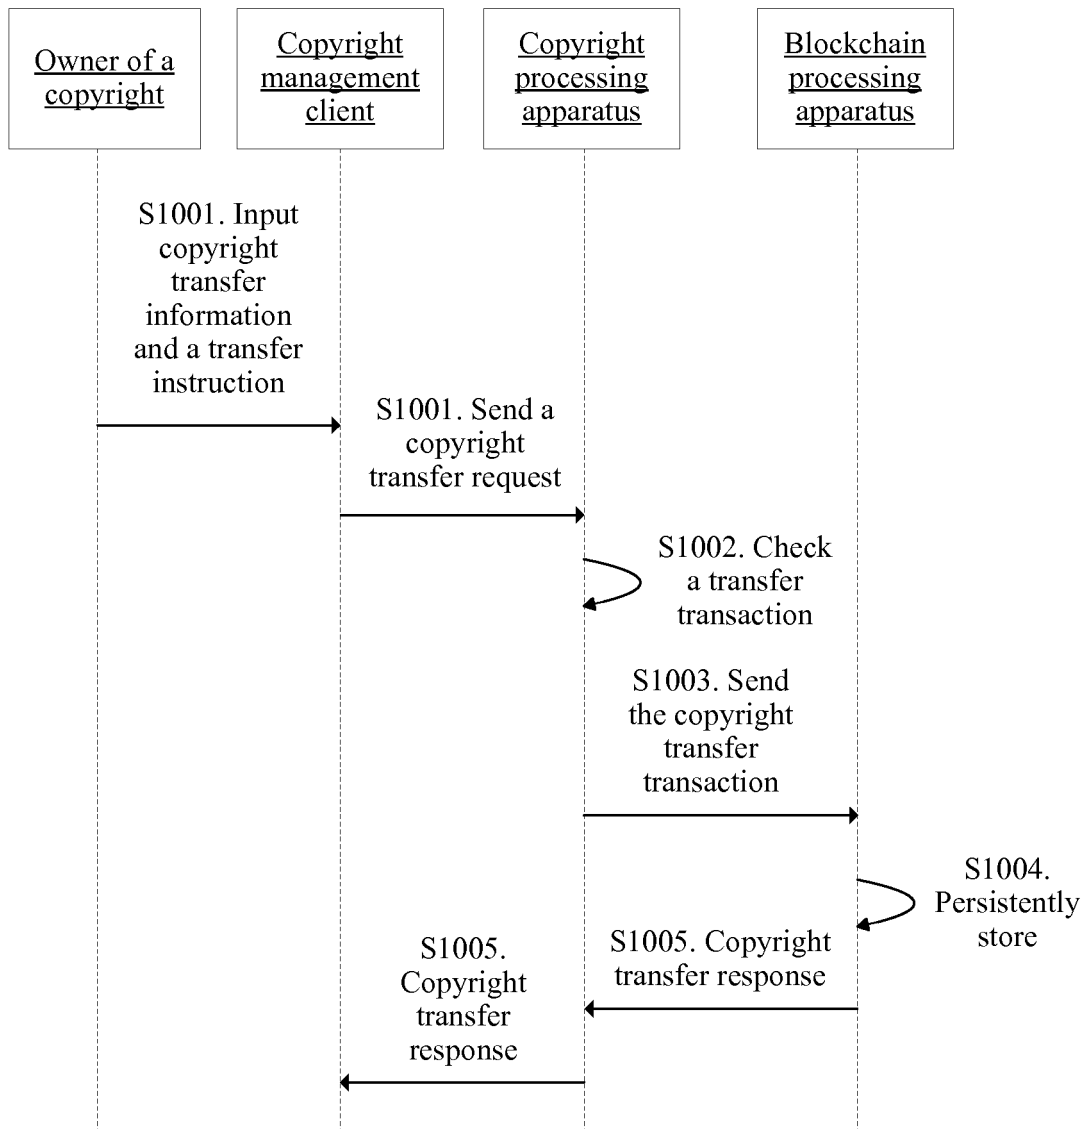 Owner of a
copyright
Copyright
management
client
Copyright
processing
apparatus
Blockchain
processing
apparatus
S1001. Input
copyright
transfer
information
and a transfer
instruction
S1001. Send a
copyright
transfer request
S1002. Check
a transfer
transaction
S1003. Send
the copyright
transfer
transaction
S1004.
Persistently
store
S1005. Copyright
transfer response
S1005.
Copyright
transfer
response